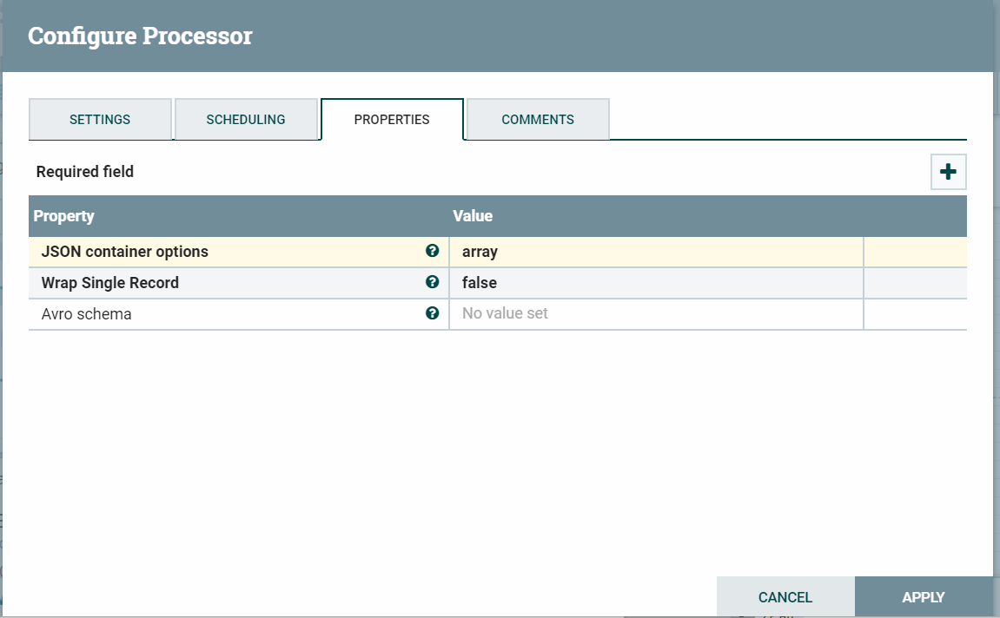 Configure Processor
SETTINGS SCHEDULING PROPERTIES COMMENTS
Required field
Property Value
JSON container options array
Wrap Single Record false
Avro schema No value set
CANCEL APPLY